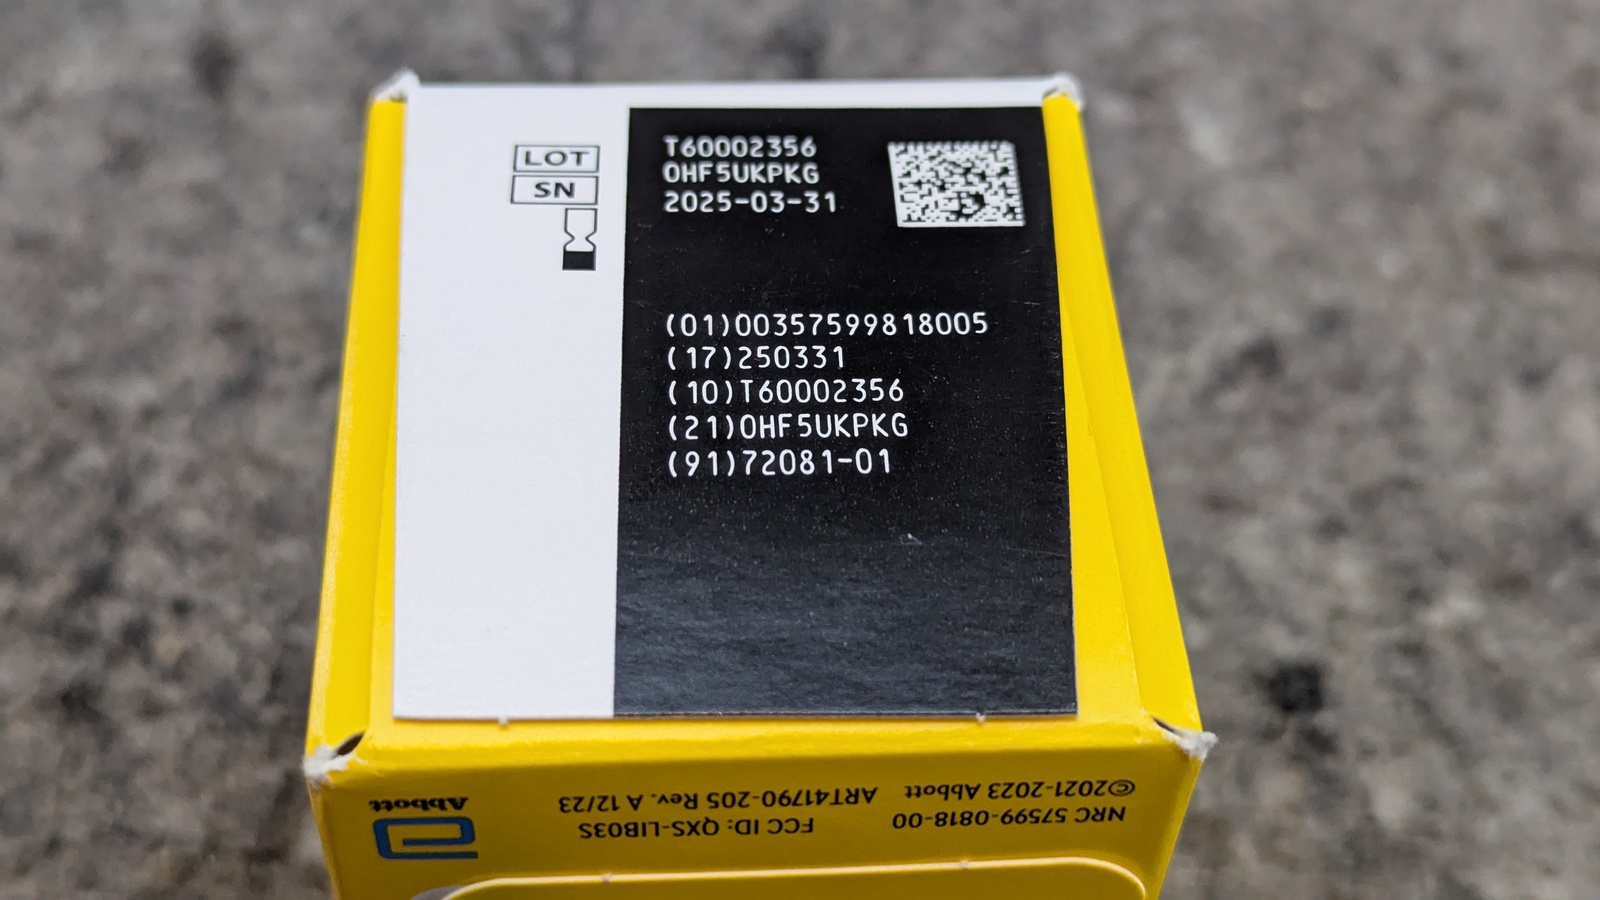 LOT
SN
T60002356
0HF5UKPKG
2025-03-31
(01)00357599818005
(17)250331
(10)T60002356
(21)0HF5UKPKG
(91)72081-01
NRC 57599-0818-00
FCC ID: QXS-LIB03S
©2021-2023 Abbott
ART41790-205 Rev. A 12/23
Abbott